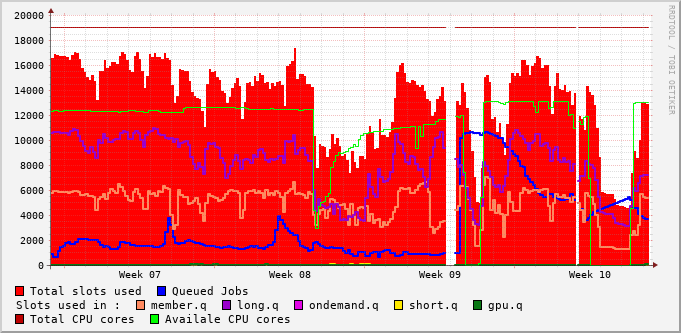 RRDTOOL / TOBI OETIKER
20000
18000
16000
14000
12000
10000
8000
6000
4000
2000
0
Week 07 Week 08 Week 09 Week 10
Total slots used Queued Jobs
Slots used in : member.q long.q ondemand.q short.q gpu.q
Total CPU cores Availale CPU cores